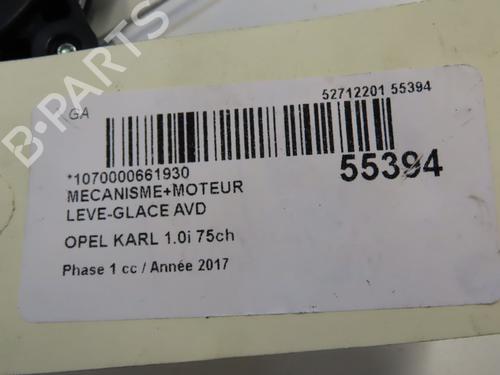 52712201 55394
GA
*1070000661930
55394
MECANISME+MOTEUR
LEVE-GLACE AVD
OPEL KARL 1.0i 75ch
Phase 1 cc / Année 2017
B-PARTS